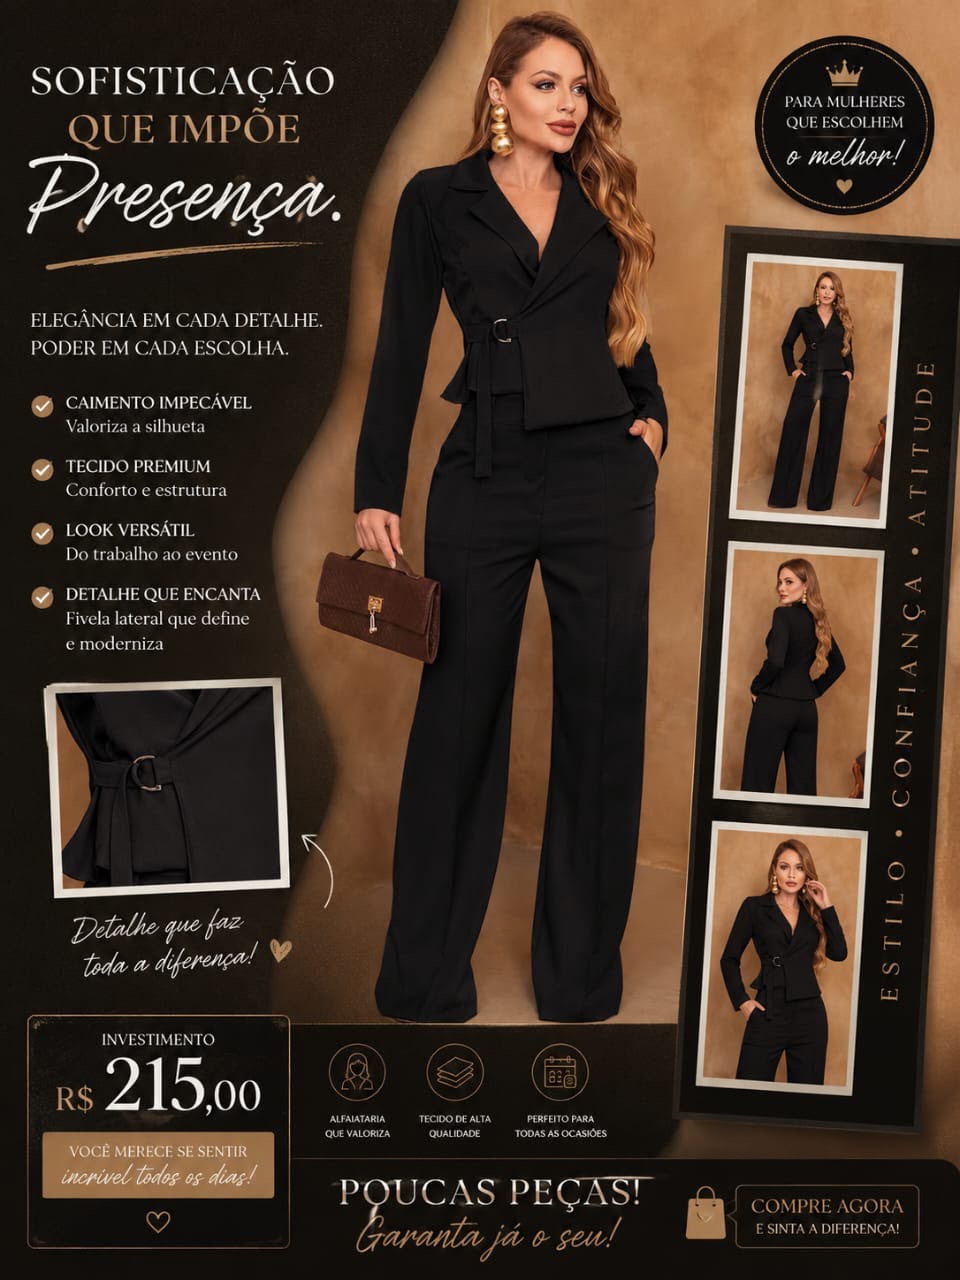 SOFISTICAÇÃO
QUE IMPÕE
Presença.
ELEGÂNCIA EM CADA DETALHE.
PODER EM CADA ESCOLHA.
CAIMENTO IMPECÁVEL
Valoriza a silhueta
TECIDO PREMIUM
Conforto e estrutura
LOOK VERSÁTIL
Do trabalho ao evento
DETALHE QUE ENCANTA
Fivela lateral que define
e moderniza
Detalhe que faz
toda a diferença!
PARA MULHERES
QUE ESCOLHEM
o melhor!
ESTILO • CONFIANÇA • ATITUDE
INVESTIMENTO
R$ 215,00
VOCÊ MERECE SE SENTIR
incrível todos os dias!
ALFAIATARIA
QUE VALORIZA
TECIDO DE ALTA
QUALIDADE
PERFEITO PARA
TODAS AS OCASIÕES
POUCAS PEÇAS!
Garanta já o seu!
COMPRE AGORA
E SINTA A DIFERENÇA!